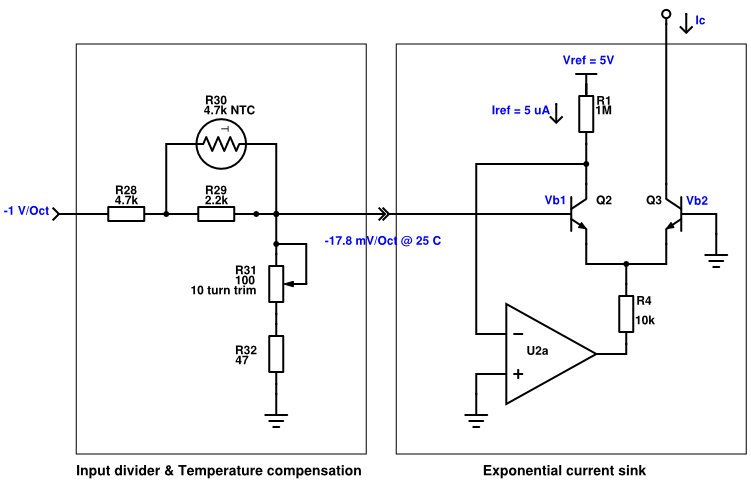 Ic
Vref = 5V
R30
4.7k NTC
T
R1
1M
Iref = 5 uA
R28
4.7k
R29
2.2k
-1 V/Oct
Vb1
Q2
Q3
Vb2
-17.8 mV/Oct @ 25 C
R31
100
10 turn trim
R4
10k
R32
47
−
U2a
+
Input divider & Temperature compensation
Exponential current sink